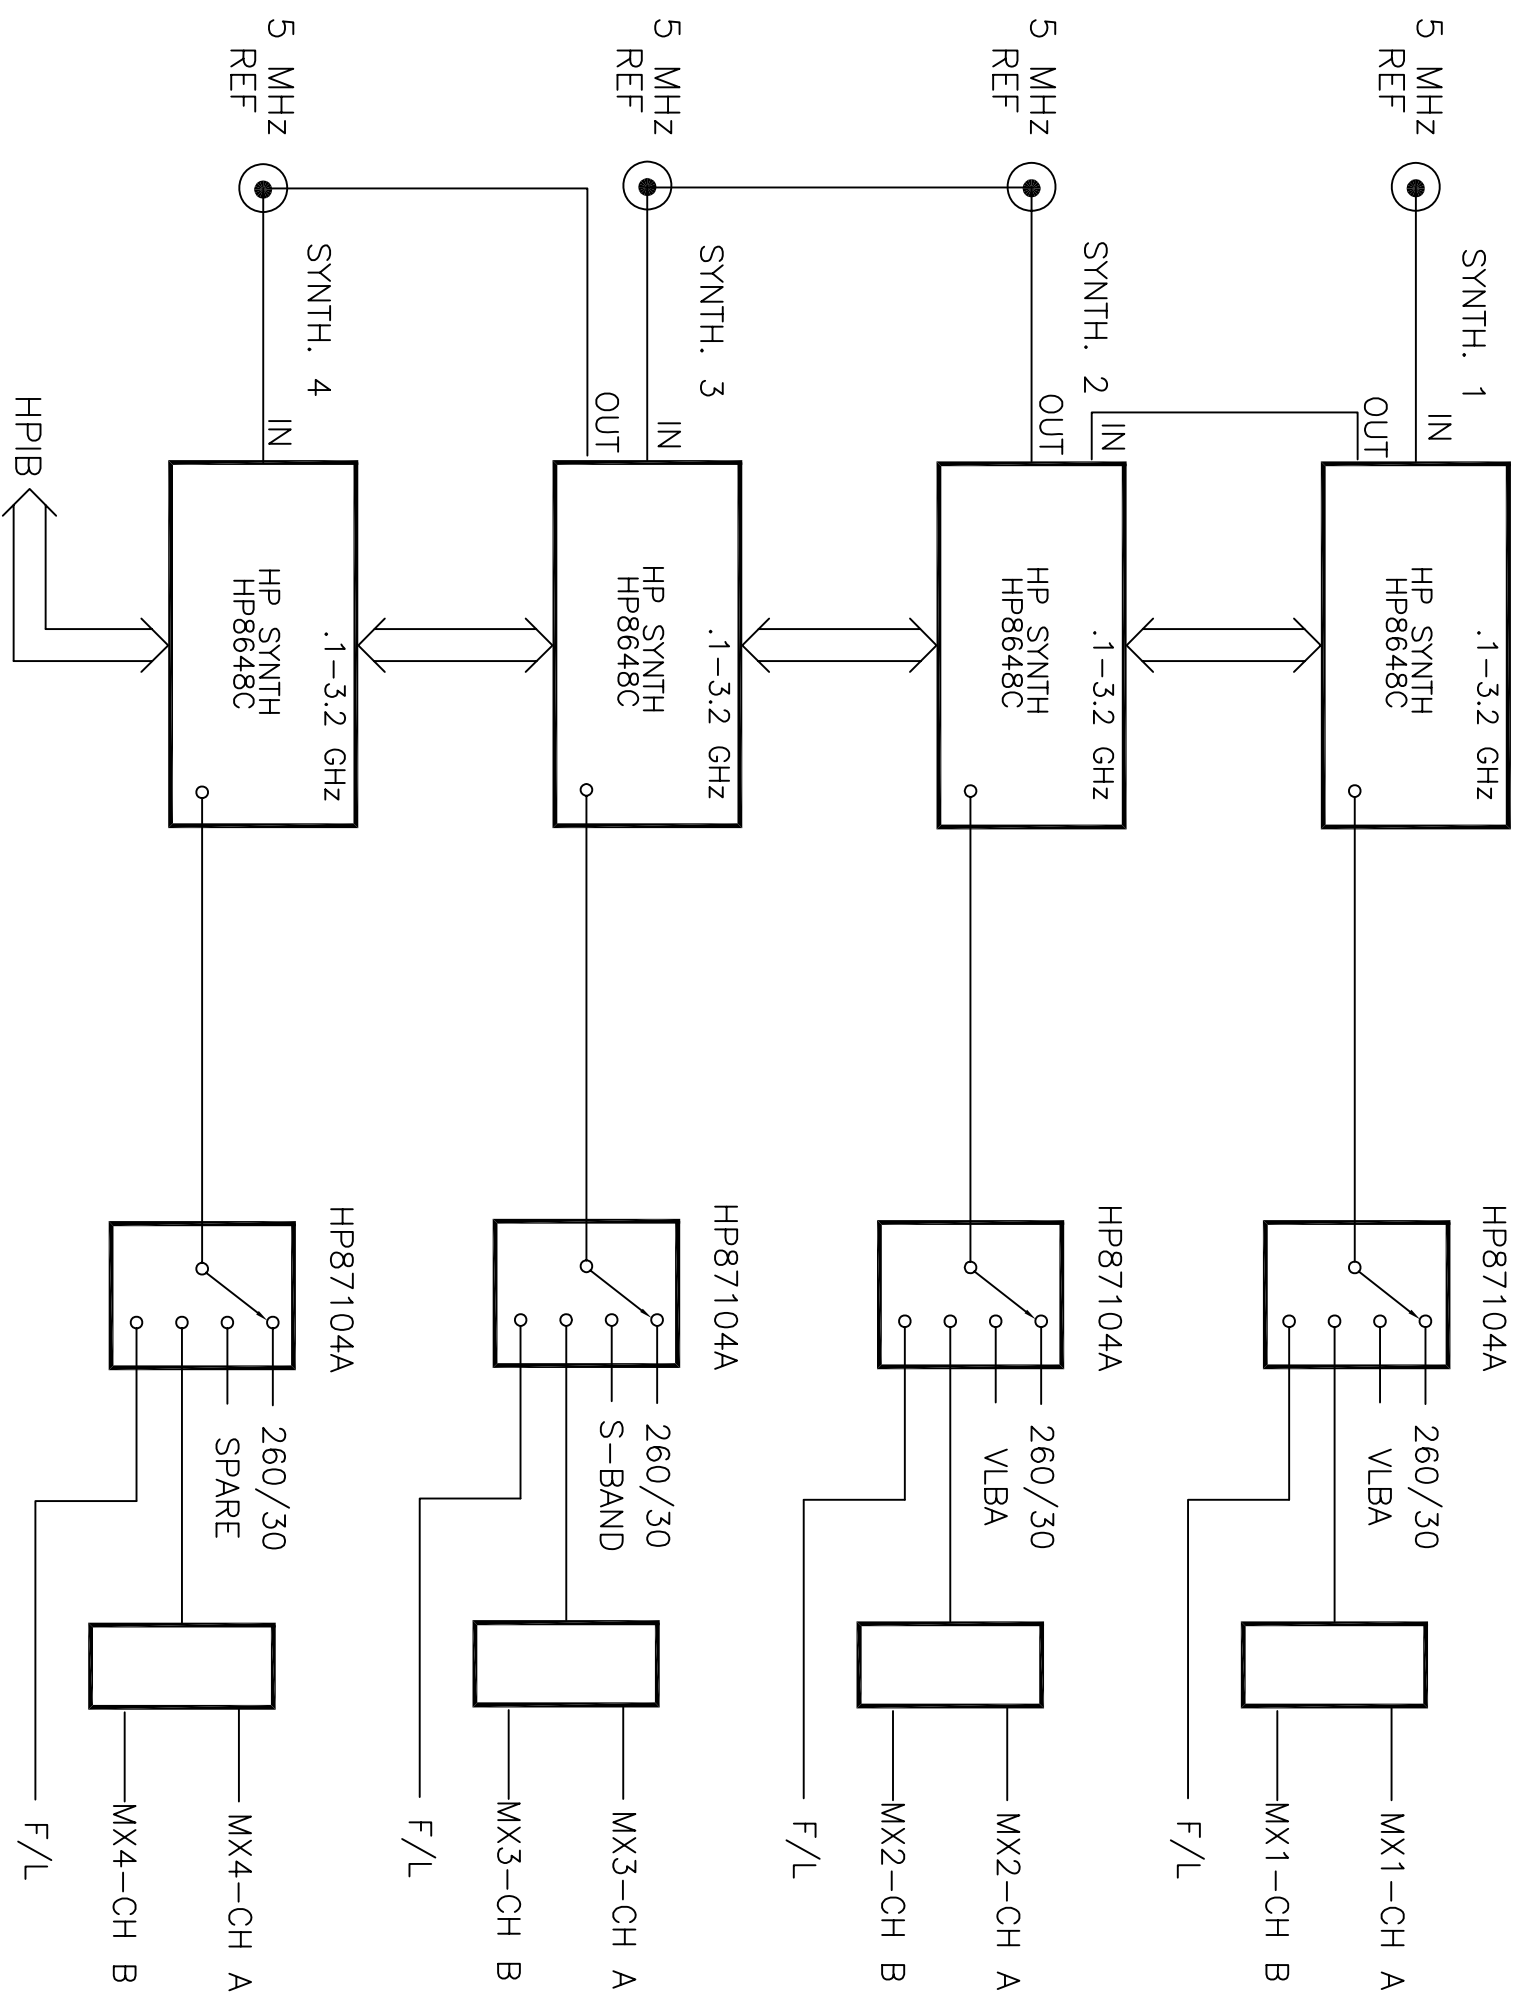 5 MHz
REF
SYNTH. 1
IN
OUT
.1–3.2 GHz
HP SYNTH
HP8648C
HP87104A
260/30
VLBA
MX1–CH A
MX1–CH B
F/L
5 MHz
REF
SYNTH. 2
IN
OUT
.1–3.2 GHz
HP SYNTH
HP8648C
HP87104A
260/30
VLBA
MX2–CH A
MX2–CH B
F/L
5 MHz
REF
SYNTH. 3
IN
OUT
.1–3.2 GHz
HP SYNTH
HP8648C
HP87104A
260/30
S–BAND
MX3–CH A
MX3–CH B
F/L
5 MHz
REF
SYNTH. 4
IN
.1–3.2 GHz
HP SYNTH
HP8648C
HP87104A
260/30
SPARE
MX4–CH A
MX4–CH B
F/L
HPIB